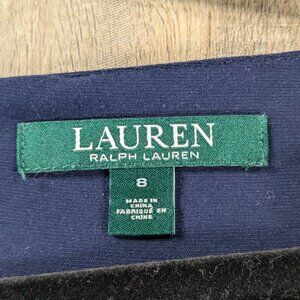 LAUREN
RALPH LAUREN
8
MADE IN
CHINA
FABRIQUÉ EN
CHINE